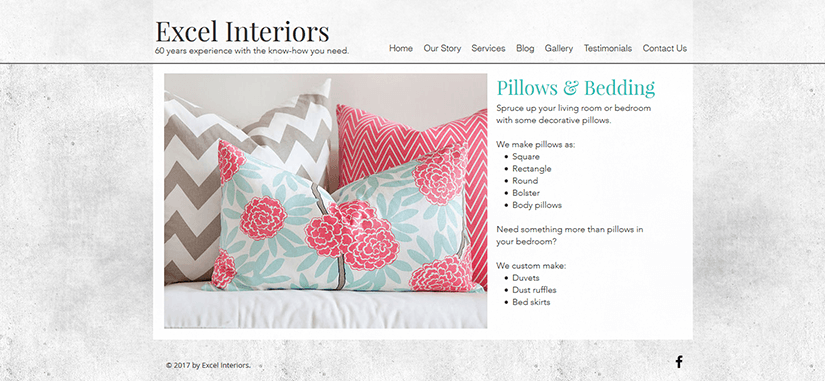 Excel Interiors
60 years experience with the know-how you need.
Home Our Story Services Blog Gallery Testimonials Contact Us
Pillows & Bedding
Spruce up your living room or bedroom
with some decorative pillows.
We make pillows as:
• Square
• Rectangle
• Round
• Bolster
• Body pillows
Need something more than pillows in
your bedroom?
We custom make:
• Duvets
• Dust ruffles
• Bed skirts
© 2017 by Excel Interiors.